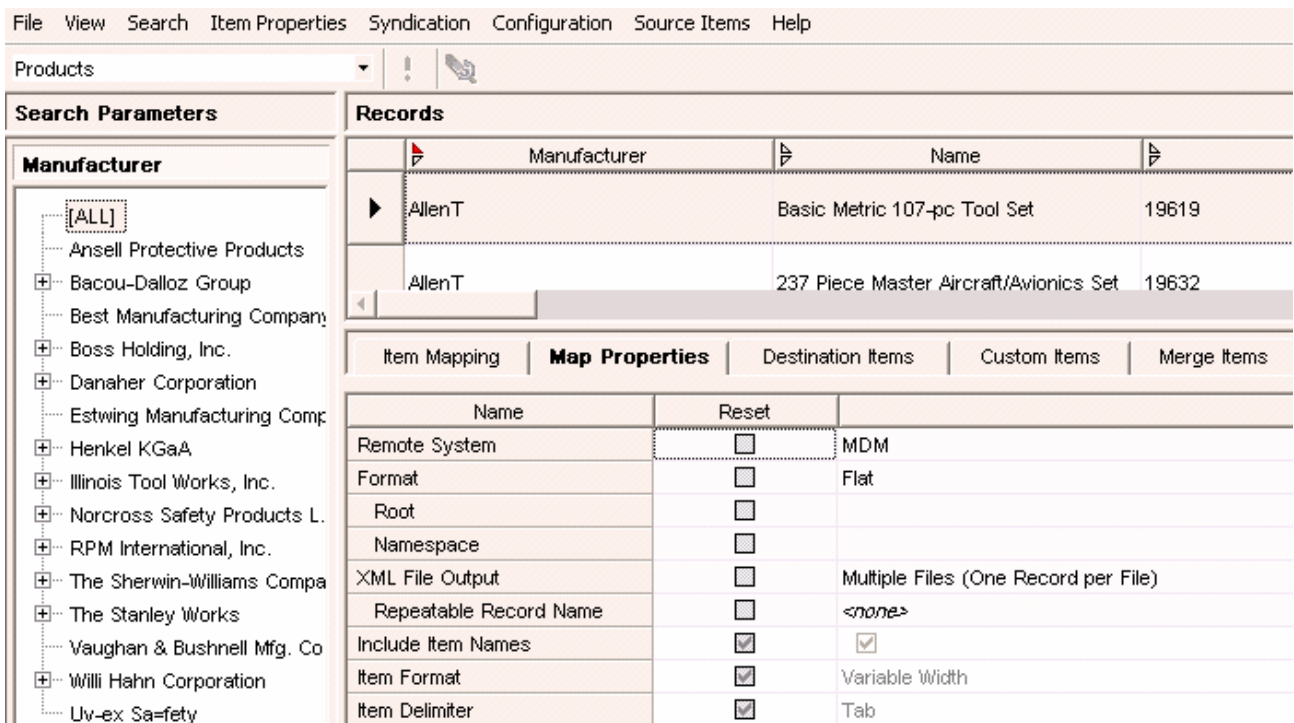 File View Search Item Properties Syndication Configuration Source Items Help
Products
Search Parameters
Manufacturer
[ALL]
Ansell Protective Products
Bacou-Dalloz Group
Best Manufacturing Company
Boss Holding, Inc.
Danaher Corporation
Estwing Manufacturing Comp
Henkel KGaA
Illinois Tool Works, Inc.
Norcross Safety Products L.
RPM International, Inc.
The Sherwin-Williams Compa
The Stanley Works
Vaughan & Bushnell Mfg. Co
Willi Hahn Corporation
Uv-ex Sa=fety
Records
Manufacturer Name
AllenT Basic Metric 107-pc Tool Set 19619
AllenT 237 Piece Master Aircraft/Avionics Set 19632
Item Mapping Map Properties Destination Items Custom Items Merge Items
Name Reset
Remote System MDM
Format Flat
Root
Namespace
XML File Output Multiple Files (One Record per File)
Repeatable Record Name <none>
Include Item Names
Item Format Variable Width
Item Delimiter Tab